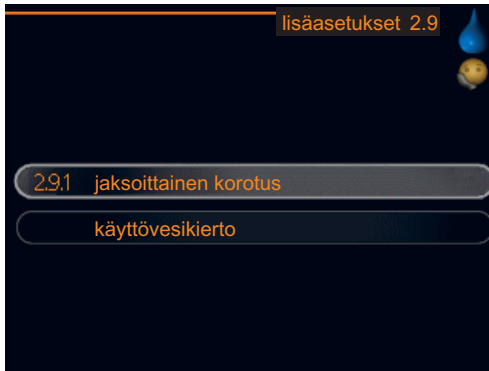 lisäasetukset 2.9
2.9.1 jaksoittainen korotus
käyttövesikierto